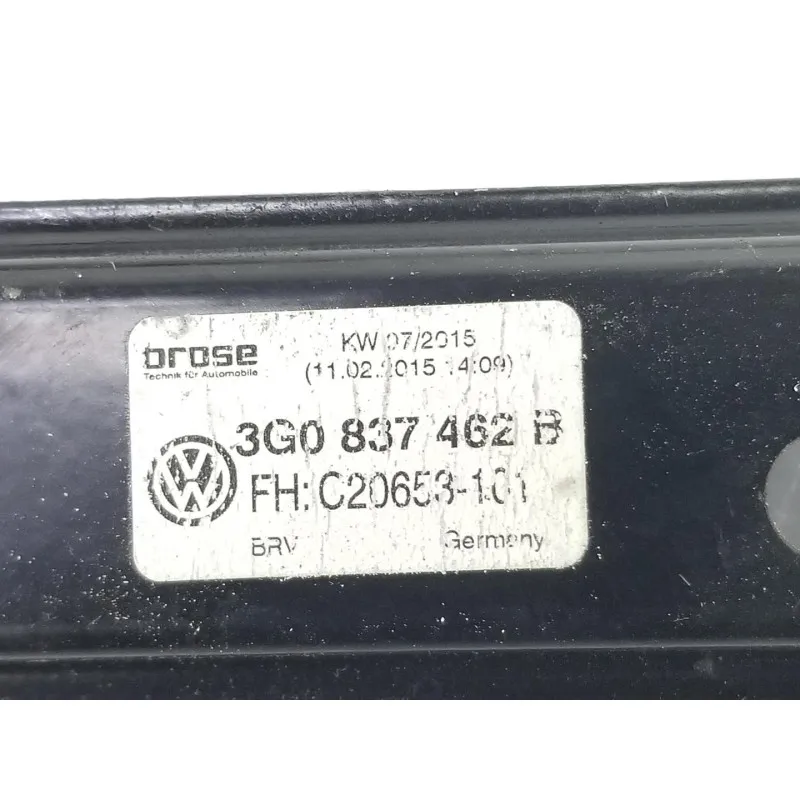 brose
Technik für Automobile
KW 07/2015
(11.02.2015 14:09)
3G0 837 462 B
FH: C20653-101
BRV Germany